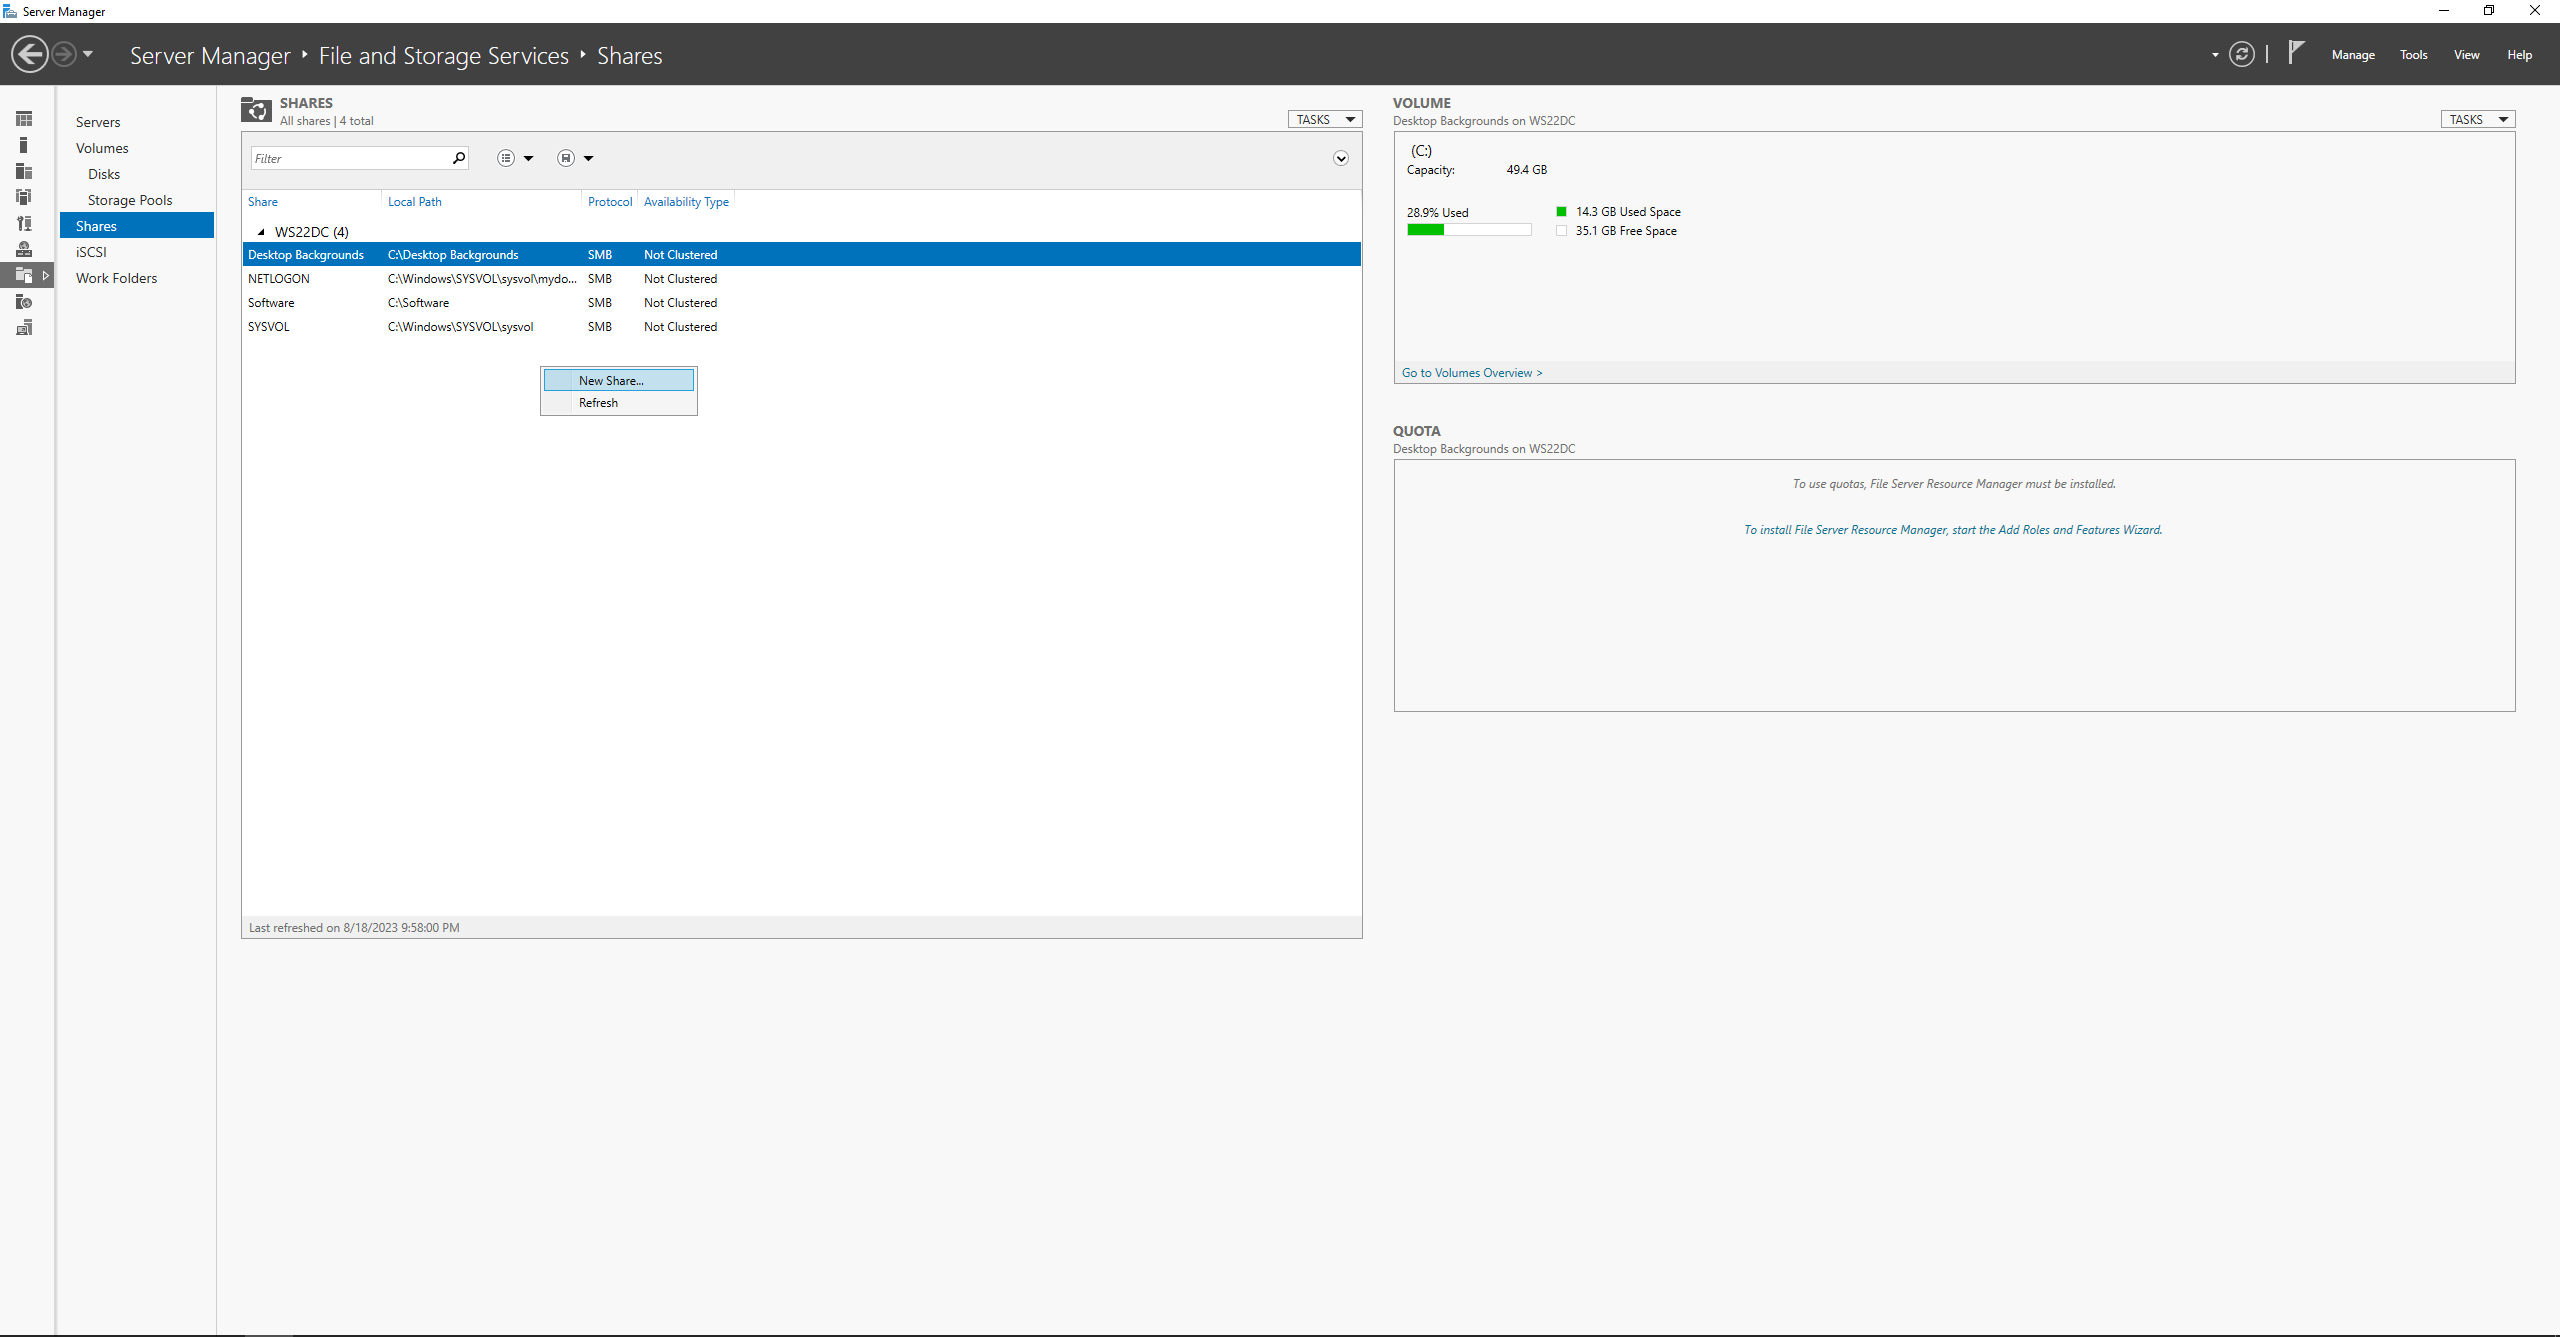 Server Manager
Server Manager ‣ File and Storage Services ‣ Shares
Manage Tools View Help
Servers
Volumes
Disks
Storage Pools
Shares
iSCSI
Work Folders
SHARES
All shares | 4 total
TASKS
Filter
Share Local Path Protocol Availability Type
WS22DC (4)
Desktop Backgrounds C:\Desktop Backgrounds SMB Not Clustered
NETLOGON C:\Windows\SYSVOL\sysvol\mydo... SMB Not Clustered
Software C:\Software SMB Not Clustered
SYSVOL C:\Windows\SYSVOL\sysvol SMB Not Clustered
New Share...
Refresh
Last refreshed on 8/18/2023 9:58:00 PM
VOLUME
Desktop Backgrounds on WS22DC
TASKS
(C:)
Capacity: 49.4 GB
28.9% Used
14.3 GB Used Space
35.1 GB Free Space
Go to Volumes Overview >
QUOTA
Desktop Backgrounds on WS22DC
To use quotas, File Server Resource Manager must be installed.
To install File Server Resource Manager, start the Add Roles and Features Wizard.